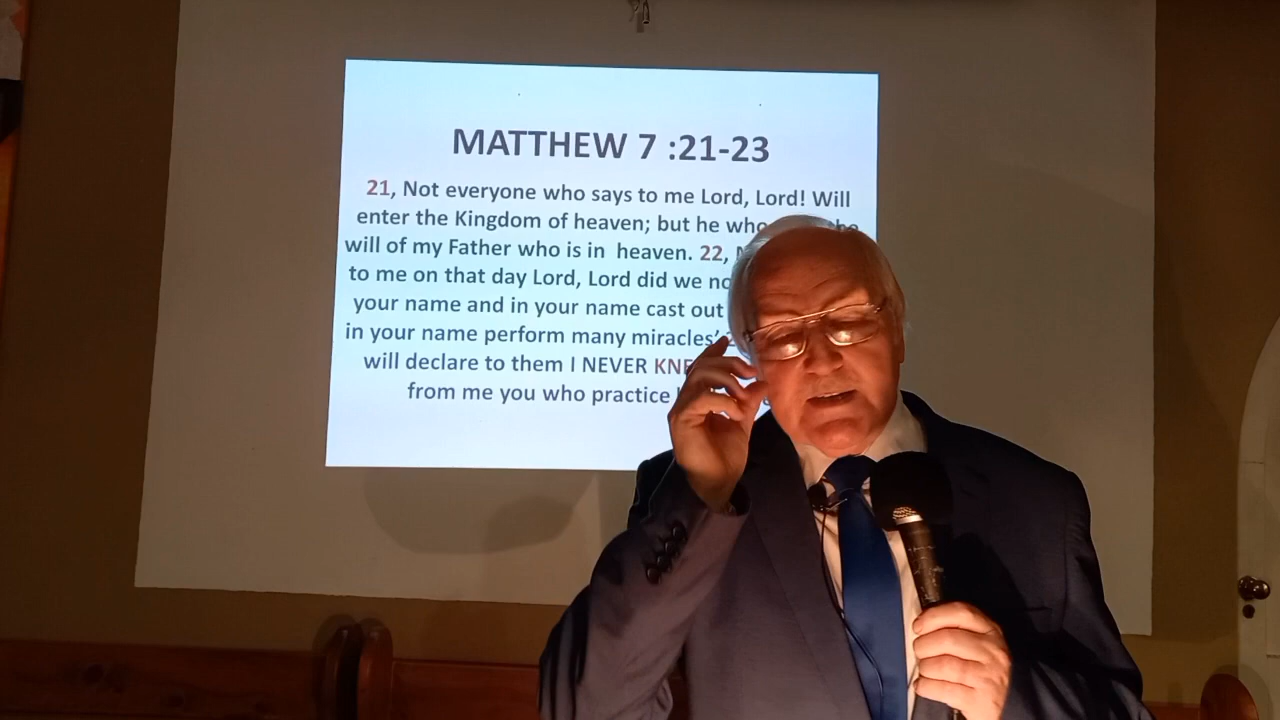 MATTHEW 7 :21-23
21, Not everyone who says to me Lord, Lord! Will
enter the Kingdom of heaven; but he who
will of my Father who is in heaven. 22,
to me on that day Lord, Lord did we
your name and in your name cast out
in your name perform many miracles'
will declare to them I NEVER
from me you who practice